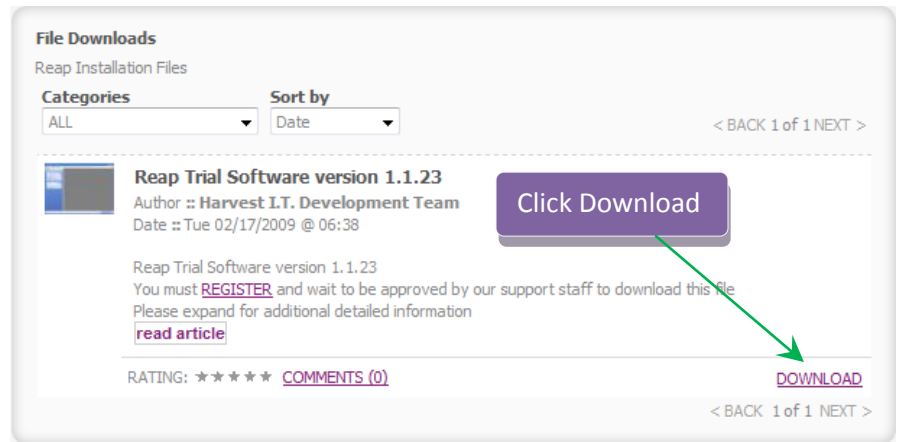 File Downloads
Reap Installation Files
Categories Sort by
ALL Date < BACK 1 of 1 NEXT >
Reap Trial Software version 1.1.23
Author :: Harvest I.T. Development Team
Date :: Tue 02/17/2009 @ 06:38
Click Download
Reap Trial Software version 1.1.23
You must REGISTER and wait to be approved by our support staff to download this file
Please expand for additional detailed information
read article
RATING: ★★★★★ COMMENTS (0) DOWNLOAD
< BACK 1 of 1 NEXT >